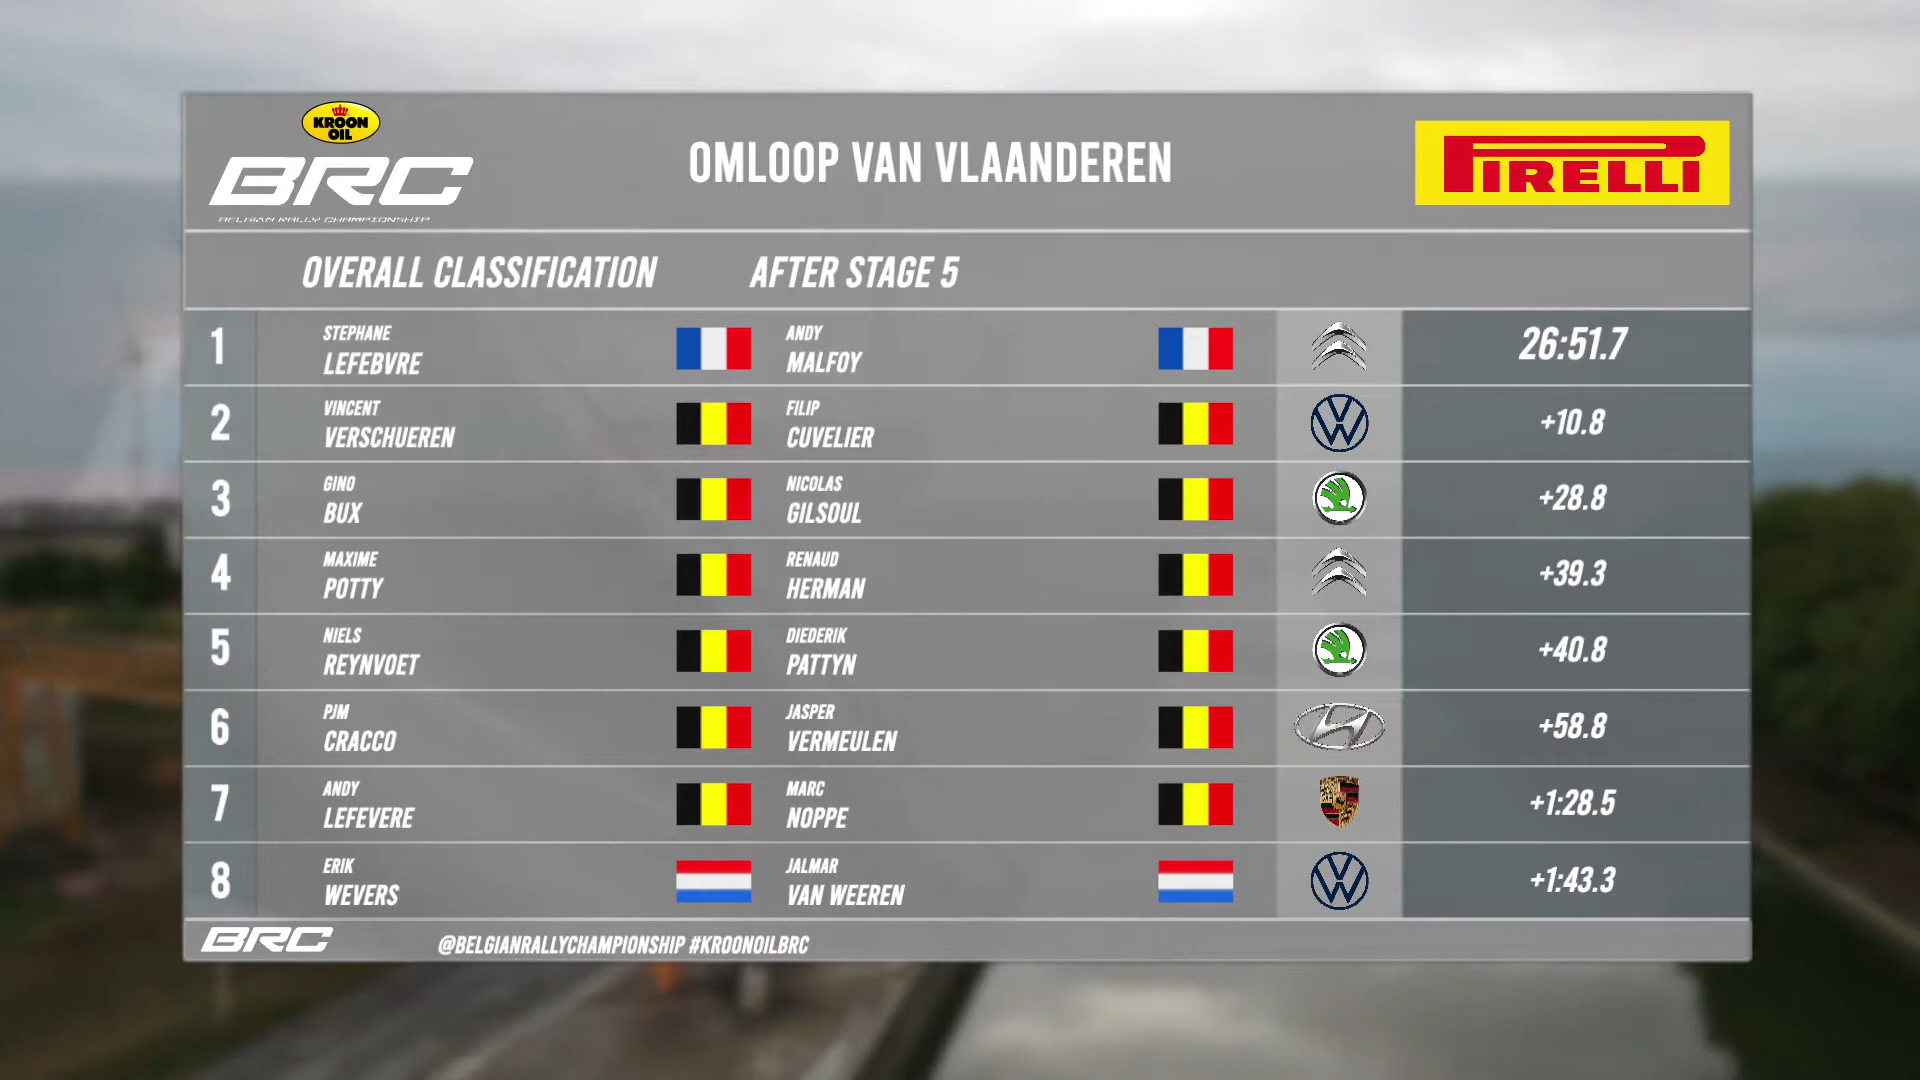 KROON
OIL
BRC
BELGIAN RALLY CHAMPIONSHIP
OMLOOP VAN VLAANDEREN
PIRELLI
OVERALL CLASSIFICATION AFTER STAGE 5
1 STEPHANE LEFEBVRE ANDY MALFOY 26:51.7
2 VINCENT VERSCHUEREN FILIP CUVELIER +10.8
3 GINO BUX NICOLAS GILSOUL +28.8
4 MAXIME POTTY RENAUD HERMAN +39.3
5 NIELS REYNVOET DIEDERIK PATTYN +40.8
6 PJM CRACCO JASPER VERMEULEN +58.8
7 ANDY LEFEVERE MARC NOPPE +1:28.5
8 ERIK WEVERS JALMAR VAN WEEREN +1:43.3
BRC @BELGIANRALLYCHAMPIONSHIP #KROONOILBRC